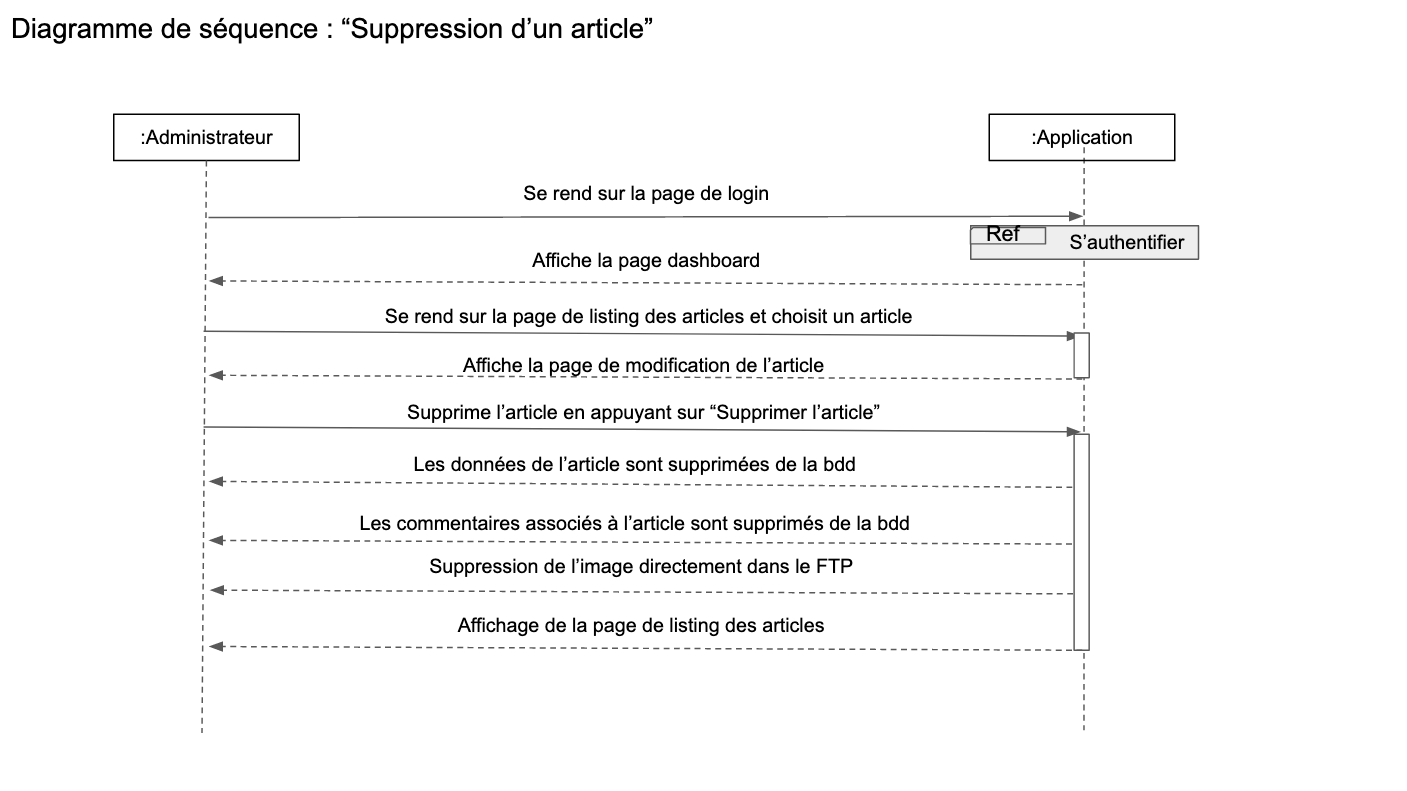 Diagramme de séquence : “Suppression d’un article”
:Administrateur
:Application
Se rend sur la page de login
Ref
S’authentifier
Affiche la page dashboard
Se rend sur la page de listing des articles et choisit un article
Affiche la page de modification de l’article
Supprime l’article en appuyant sur “Supprimer l’article”
Les données de l’article sont supprimées de la bdd
Les commentaires associés à l’article sont supprimés de la bdd
Suppression de l’image directement dans le FTP
Affichage de la page de listing des articles